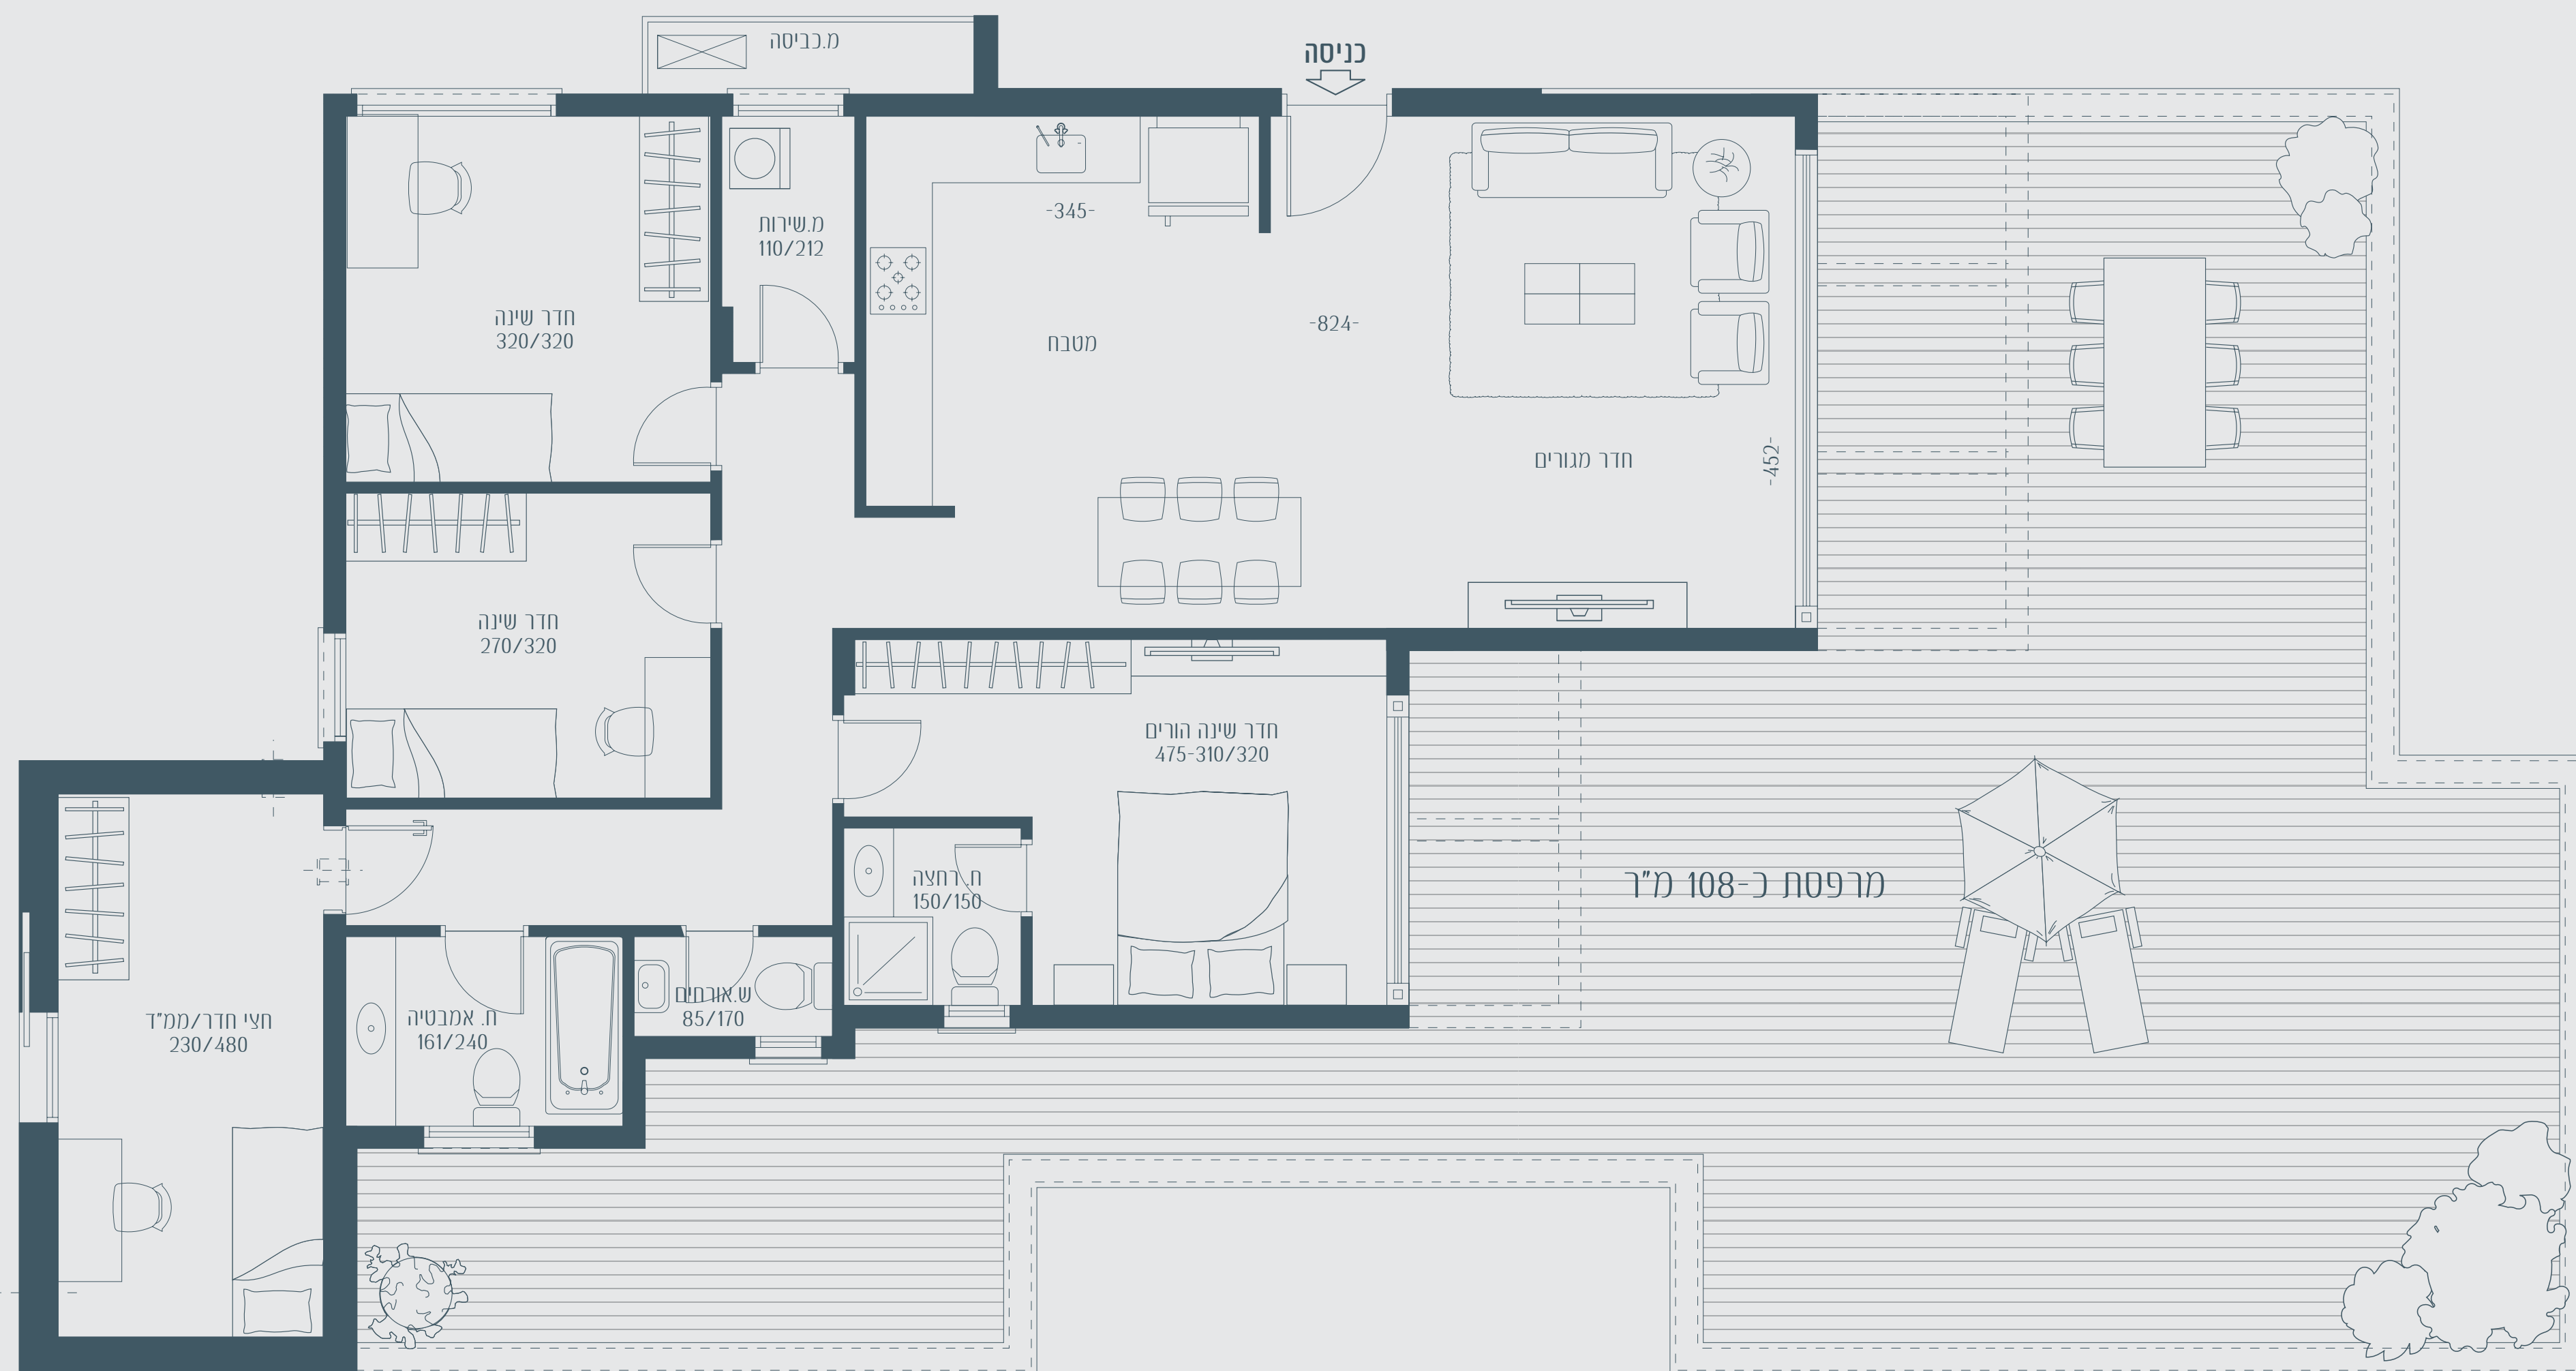 מ.כביסה
כניסה
מ.שירות
110/212
-345-
חדר שינה
320/320
מטבח
-824-
חדר מגורים
-452-
חדר שינה
270/320
חדר שינה הורים
475-310/320
ח. רחצה
150/150
מרפסת כ-108 מ"ר
ש.אורחים
85/170
ח. אמבטיה
161/240
חצי חדר/ממ"ד
230/480